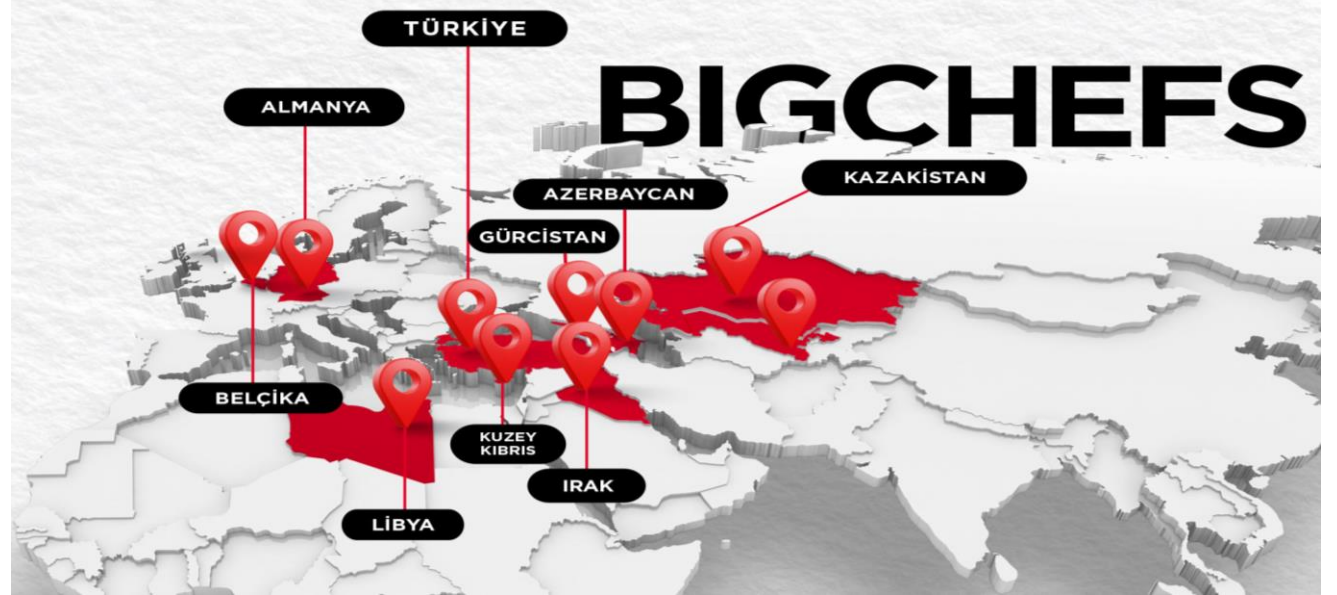 TÜRKİYE
BIGCHEFS
ALMANYA
KAZAKİSTAN
AZERBAYCAN
GÜRCİSTAN
BELÇİKA
KUZEY
KIBRIS
IRAK
LİBYA